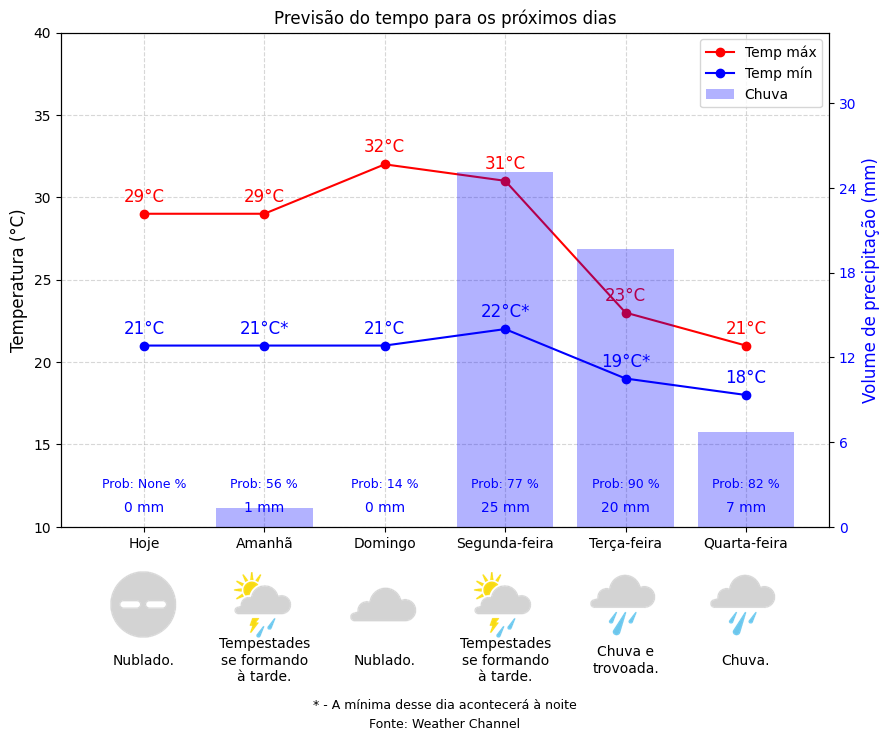 Previsão do tempo para os próximos dias
Temp máx
Temp mín
Chuva
Temperatura (°C)
Volume de precipitação (mm)
40
35
30
25
20
15
10
30
24
18
12
6
0
29°C 29°C 32°C 31°C 23°C 21°C
21°C 21°C* 21°C 22°C* 19°C* 18°C
Prob: None % Prob: 56 % Prob: 14 % Prob: 77 % Prob: 90 % Prob: 82 %
0 mm 1 mm 0 mm 25 mm 20 mm 7 mm
Hoje Amanhã Domingo Segunda-feira Terça-feira Quarta-feira
Nublado.
Tempestades
se formando
à tarde.
Nublado.
Tempestades
se formando
à tarde.
Chuva e
trovoada.
Chuva.
* - A mínima desse dia acontecerá à noite
Fonte: Weather Channel